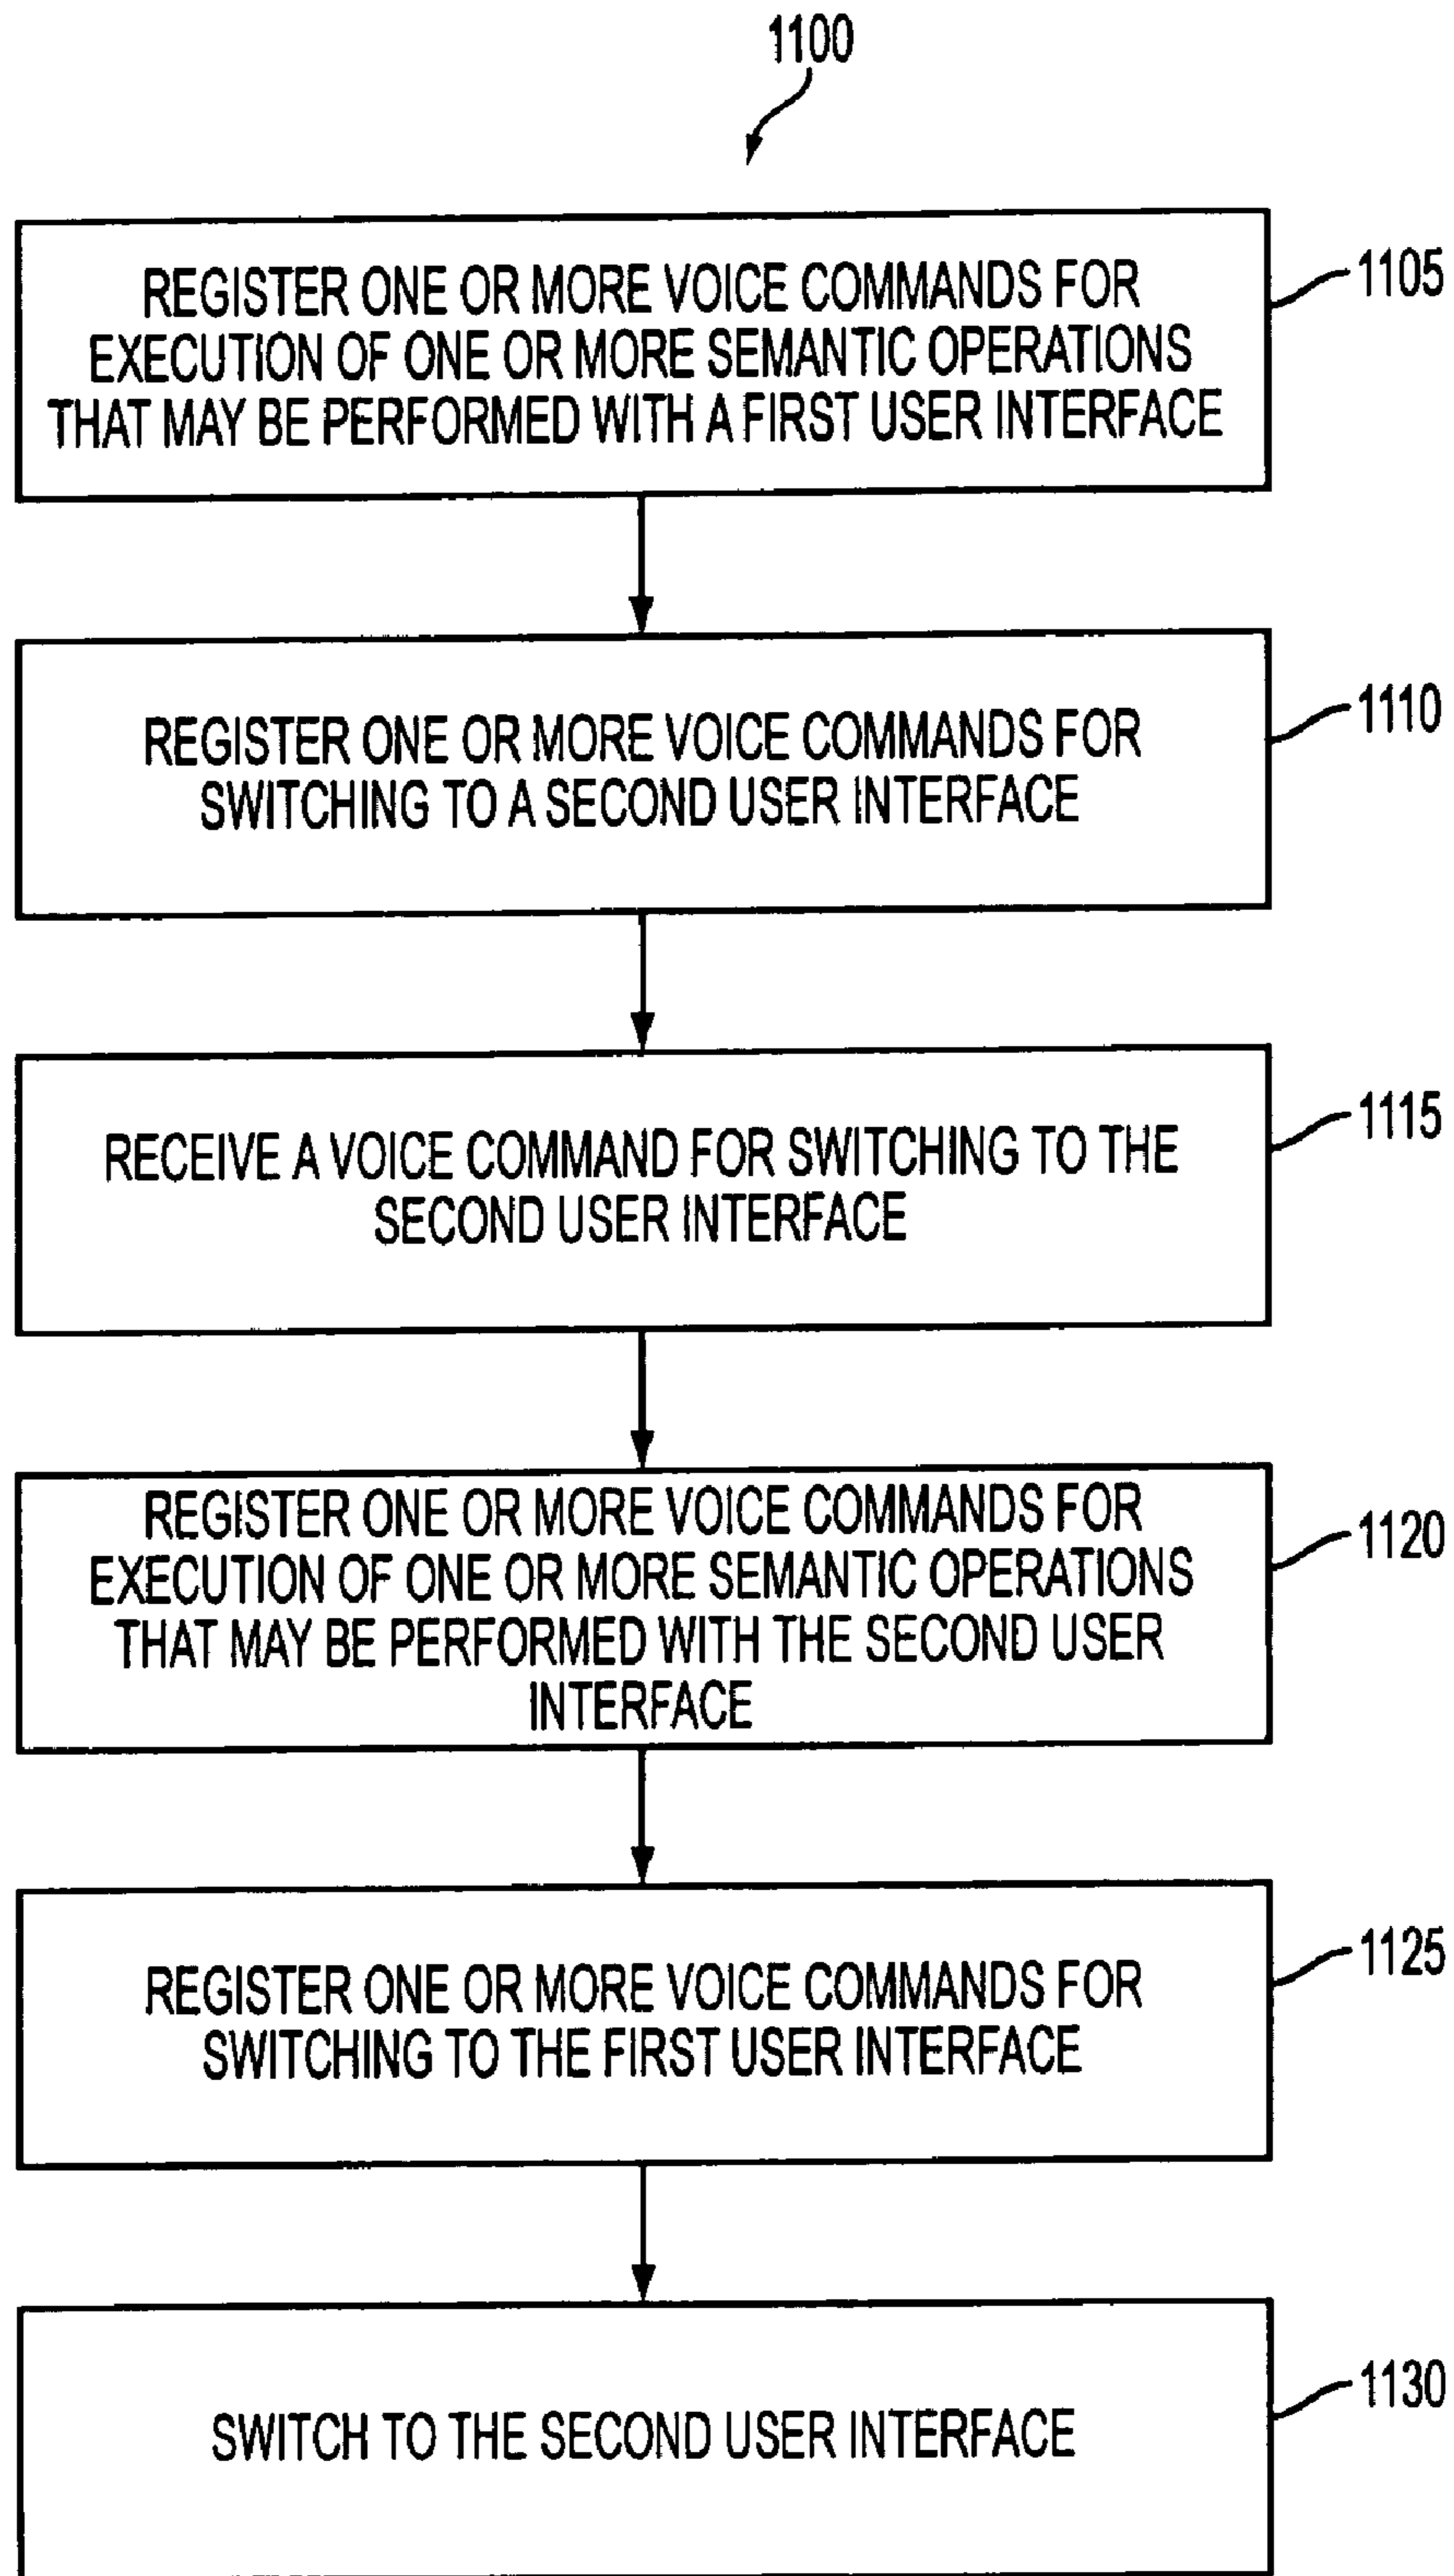 1100
REGISTER ONE OR MORE VOICE COMMANDS FOR
EXECUTION OF ONE OR MORE SEMANTIC OPERATIONS
THAT MAY BE PERFORMED WITH A FIRST USER INTERFACE
1105
REGISTER ONE OR MORE VOICE COMMANDS FOR
SWITCHING TO A SECOND USER INTERFACE
1110
RECEIVE A VOICE COMMAND FOR SWITCHING TO THE
SECOND USER INTERFACE
1115
REGISTER ONE OR MORE VOICE COMMANDS FOR
EXECUTION OF ONE OR MORE SEMANTIC OPERATIONS
THAT MAY BE PERFORMED WITH THE SECOND USER
INTERFACE
1120
REGISTER ONE OR MORE VOICE COMMANDS FOR
SWITCHING TO THE FIRST USER INTERFACE
1125
SWITCH TO THE SECOND USER INTERFACE
1130